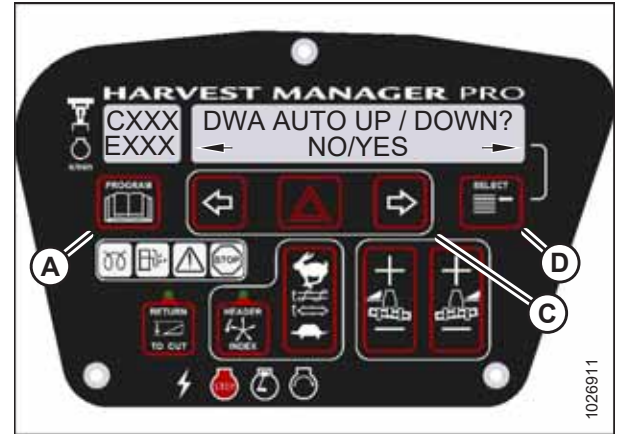 HARVEST MANAGER PRO
CXXX
EXXX
DWA AUTO UP / DOWN?
NO/YES
PROGRAM
SELECT
A
D
C
STOP
RETURN
TO CUT
HEADER
INDEX
STOP
1026911